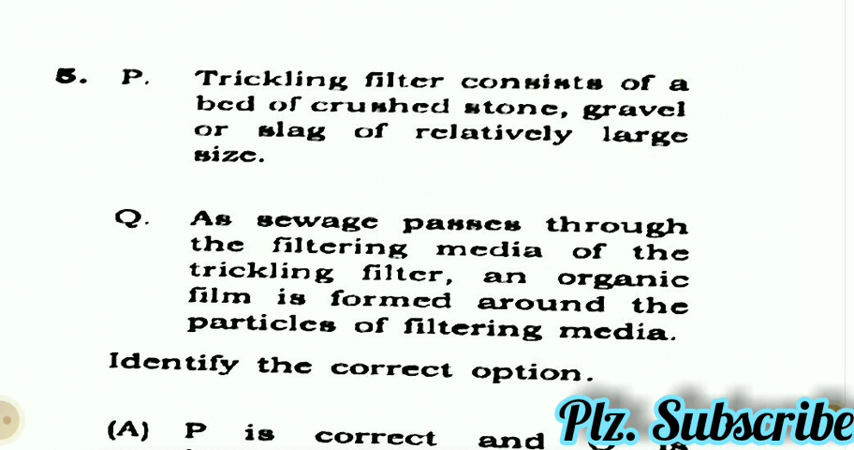 5. P. Trickling filter consists of a
bed of crushed stone, gravel
or slag of relatively large
size.
Q. As sewage passes through
the filtering media of the
trickling filter, an organic
film is formed around the
particles of filtering media.
Identify the correct option.
(A) P is correct and
Plz. Subscribe